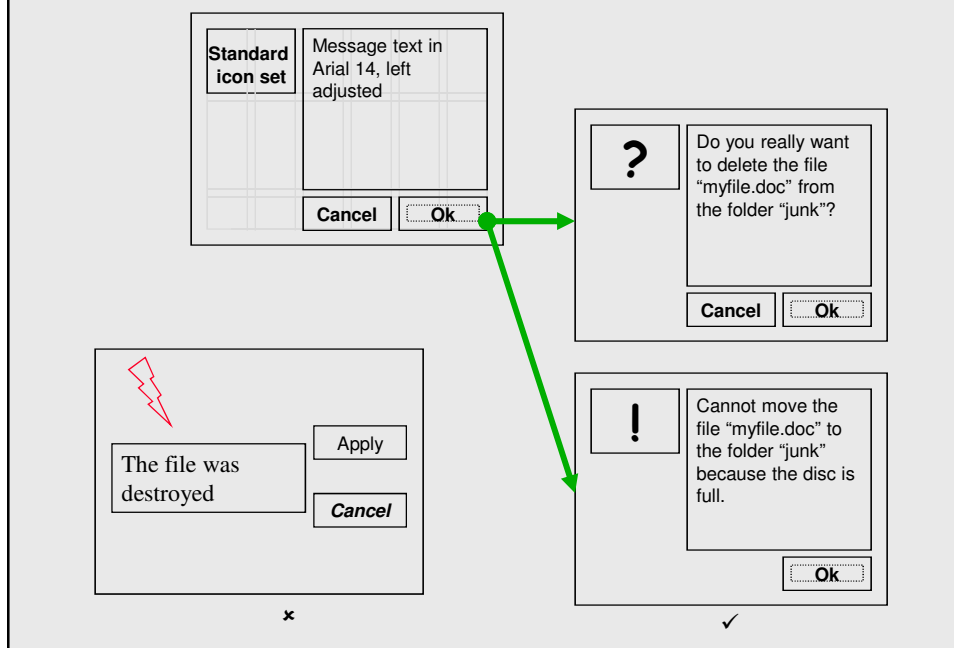 Standard
icon set
Message text in
Arial 14, left
adjusted
Cancel
Ok
?
Do you really want
to delete the file
“myfile.doc” from
the folder “junk”?
Cancel
Ok
The file was
destroyed
Apply
Cancel
!
Cannot move the
file “myfile.doc” to
the folder “junk”
because the disc is
full.
Ok
✘
✓